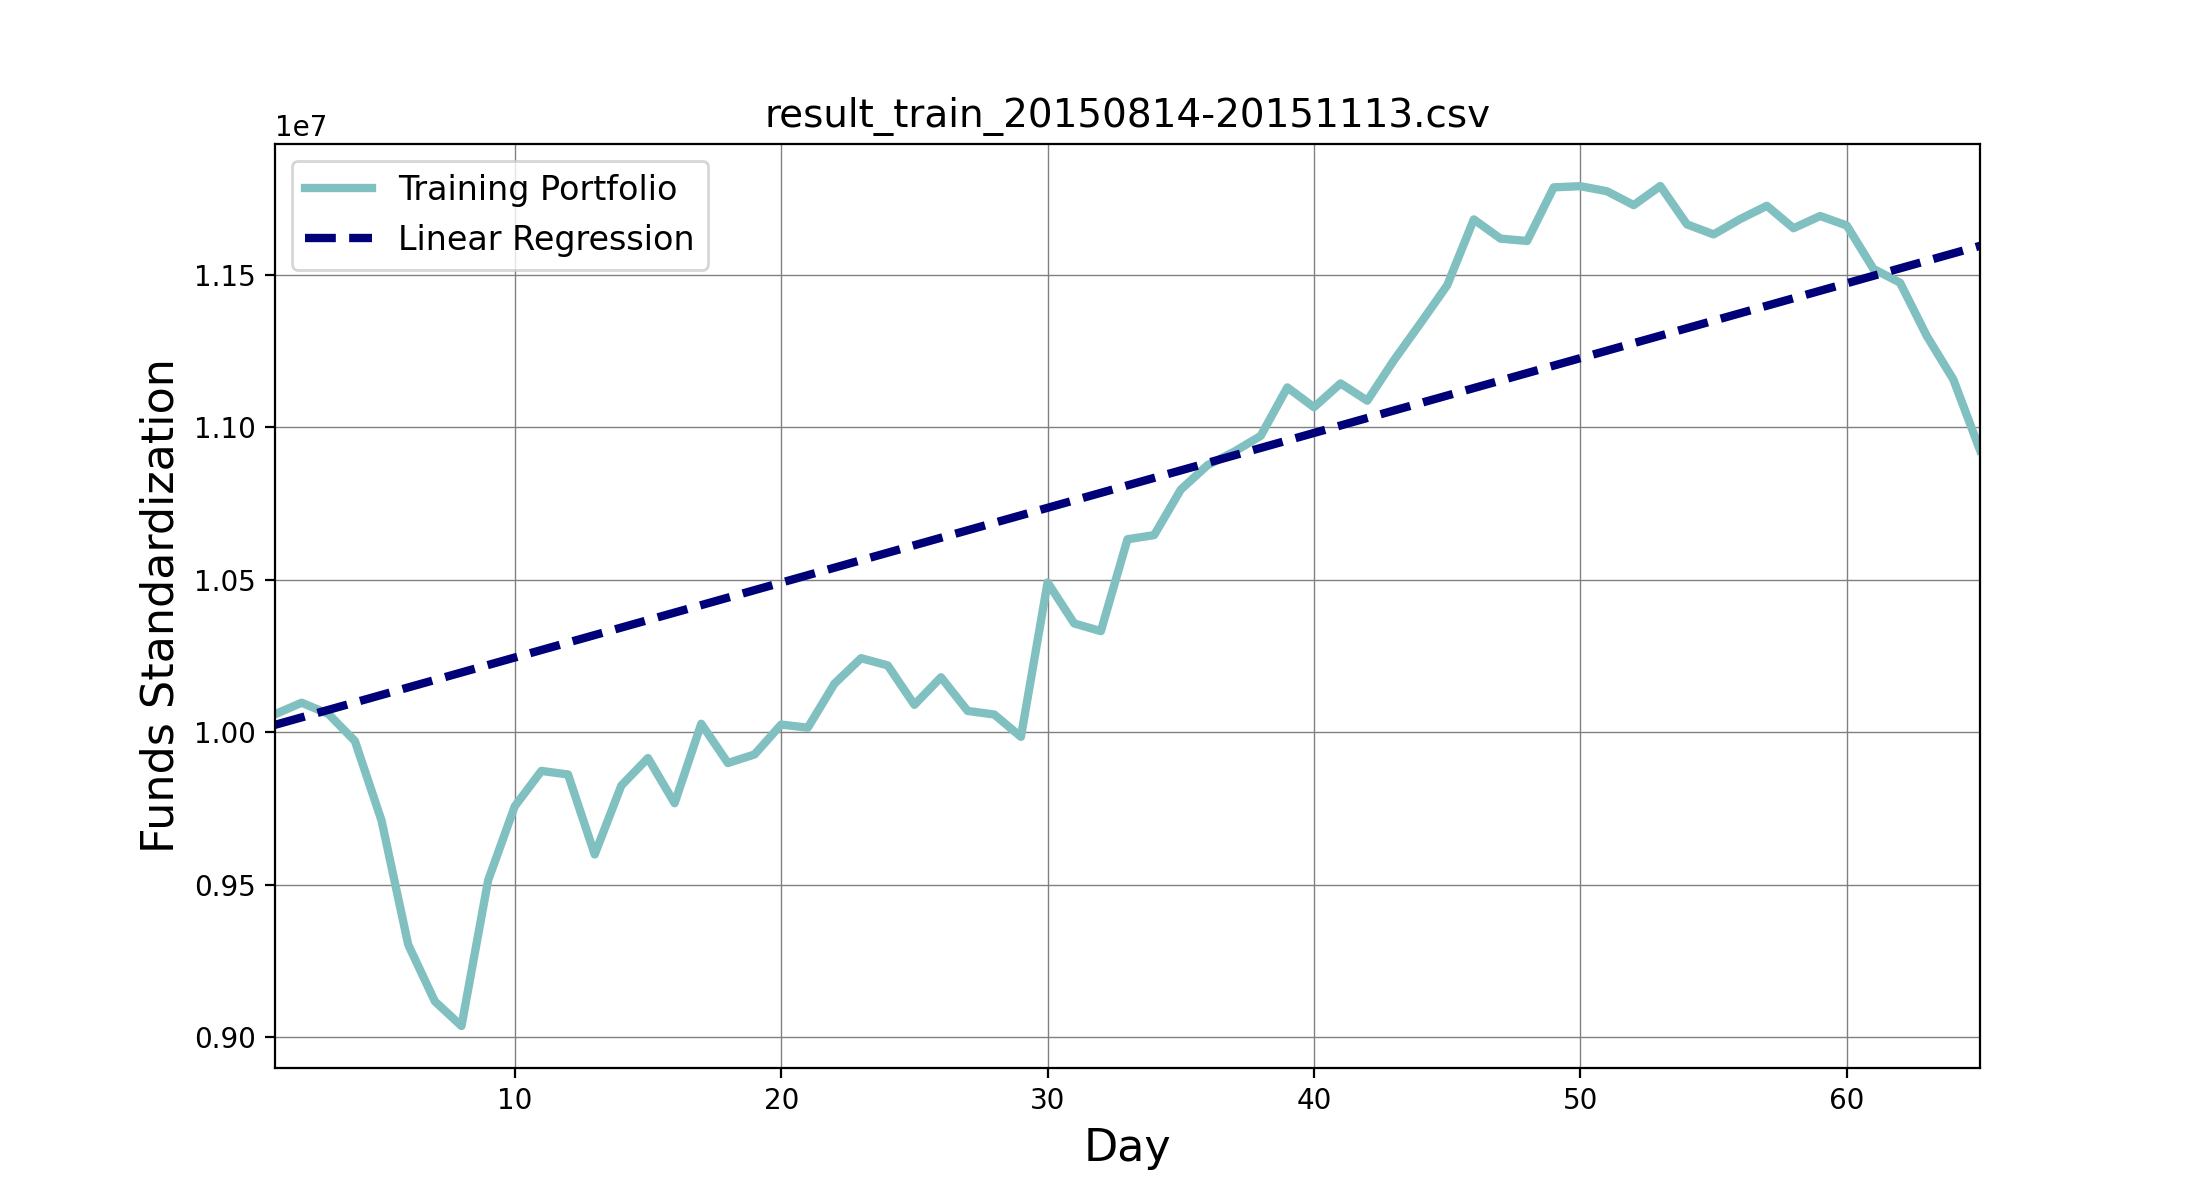 result_train_20150814-20151113.csv
1e7
Training Portfolio
Linear Regression
1.15
1.10
1.05
1.00
0.95
0.90
Funds Standardization
10 20 30 40 50 60
Day